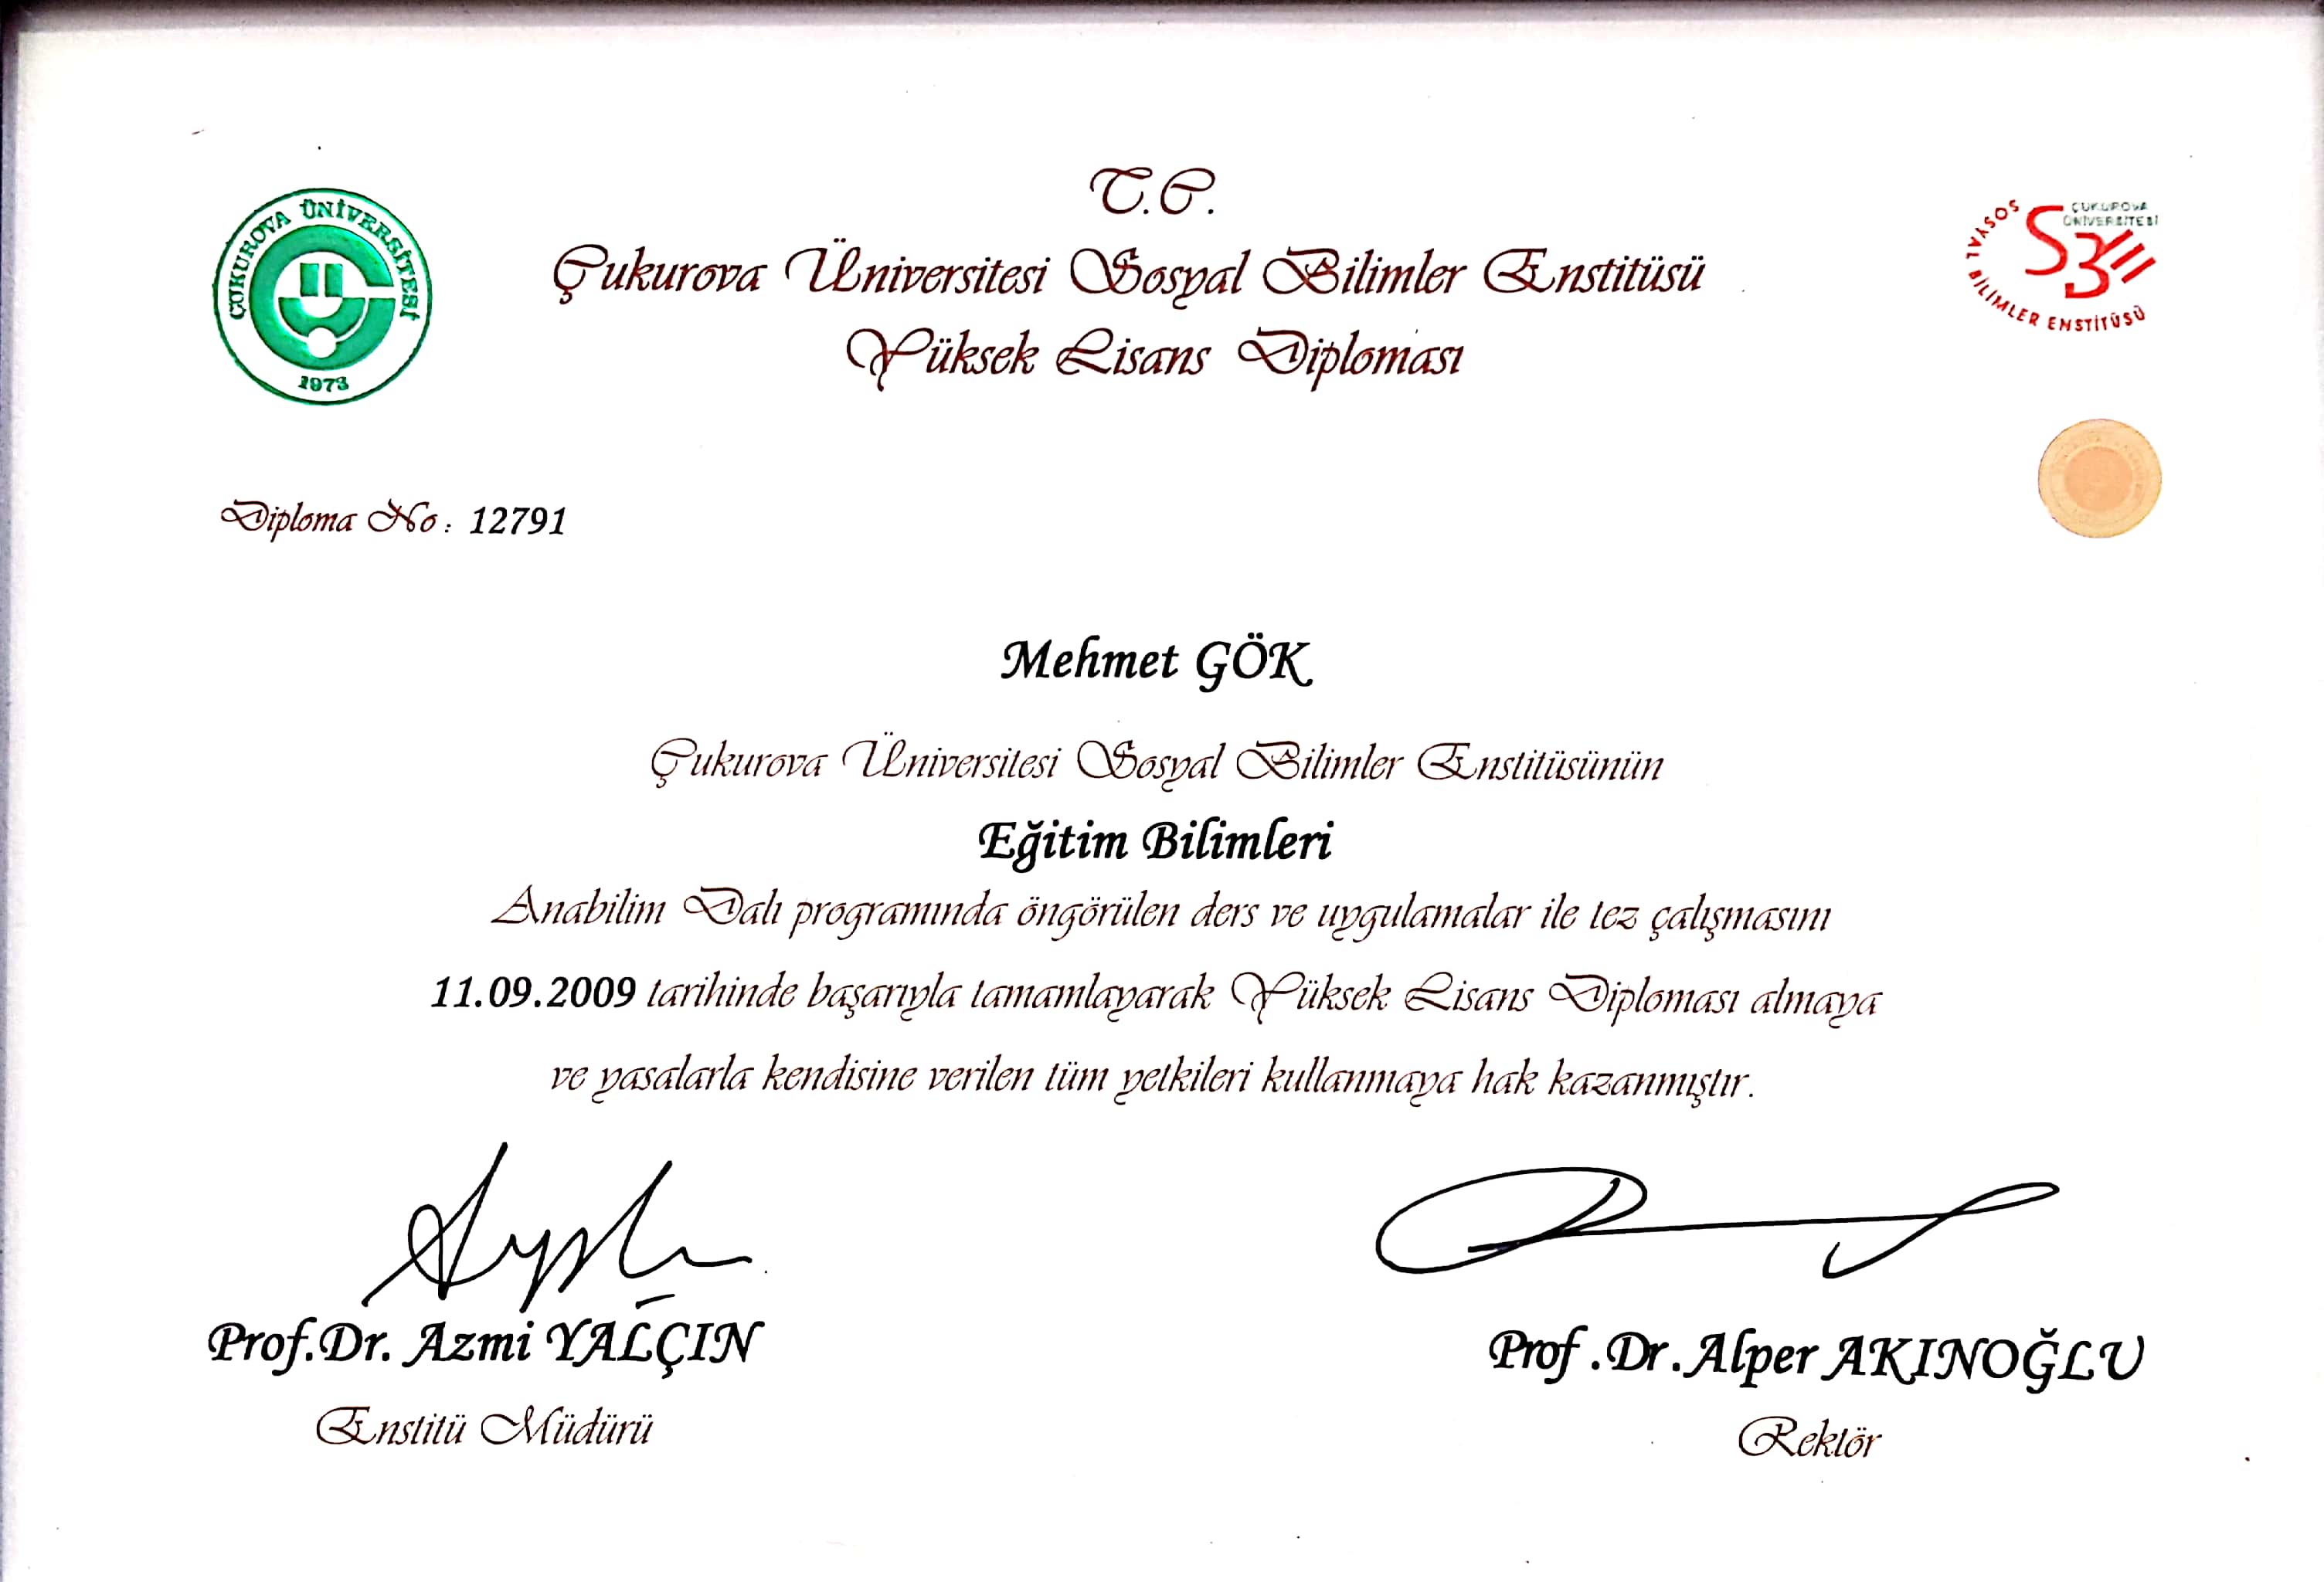 T.C.
Çukurova Üniversitesi Sosyal Bilimler Enstitüsü
Yüksek Lisans Diploması
ÇUKUROVA ÜNİVERSİTESİ
1973
ÇUKUROVA
ÜNİVERSİTESİ
SOSYAL BİLİMLER ENSTİTÜSÜ
Diploma No : 12791
Mehmet GÖK
Çukurova Üniversitesi Sosyal Bilimler Enstitüsünün
Eğitim Bilimleri
Anabilim Dalı programında öngörülen ders ve uygulamalar ile tez çalışmasını
11.09.2009 tarihinde başarıyla tamamlayarak Yüksek Lisans Diploması almaya
ve yasalarla kendisine verilen tüm yetkileri kullanmaya hak kazanmıştır.
Prof.Dr. Azmi YALÇIN
Enstitü Müdürü
Prof.Dr.Alper AKINOĞLU
Rektör